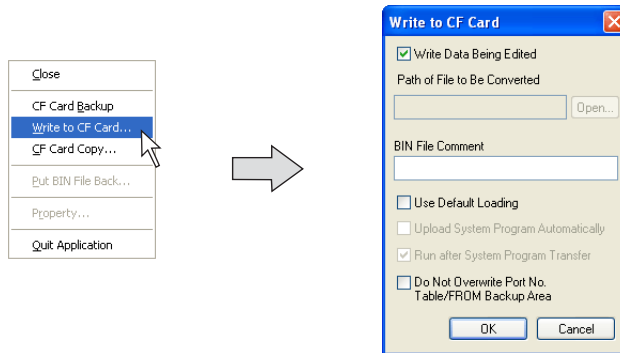 Close
CF Card Backup
Write to CF Card...
CF Card Copy...
Put BIN File Back...
Property...
Quit Application
Write to CF Card
Write Data Being Edited
Path of File to Be Converted
Open...
BIN File Comment
Use Default Loading
Upload System Program Automatically
Run after System Program Transfer
Do Not Overwrite Port No.
Table/FROM Backup Area
OK
Cancel